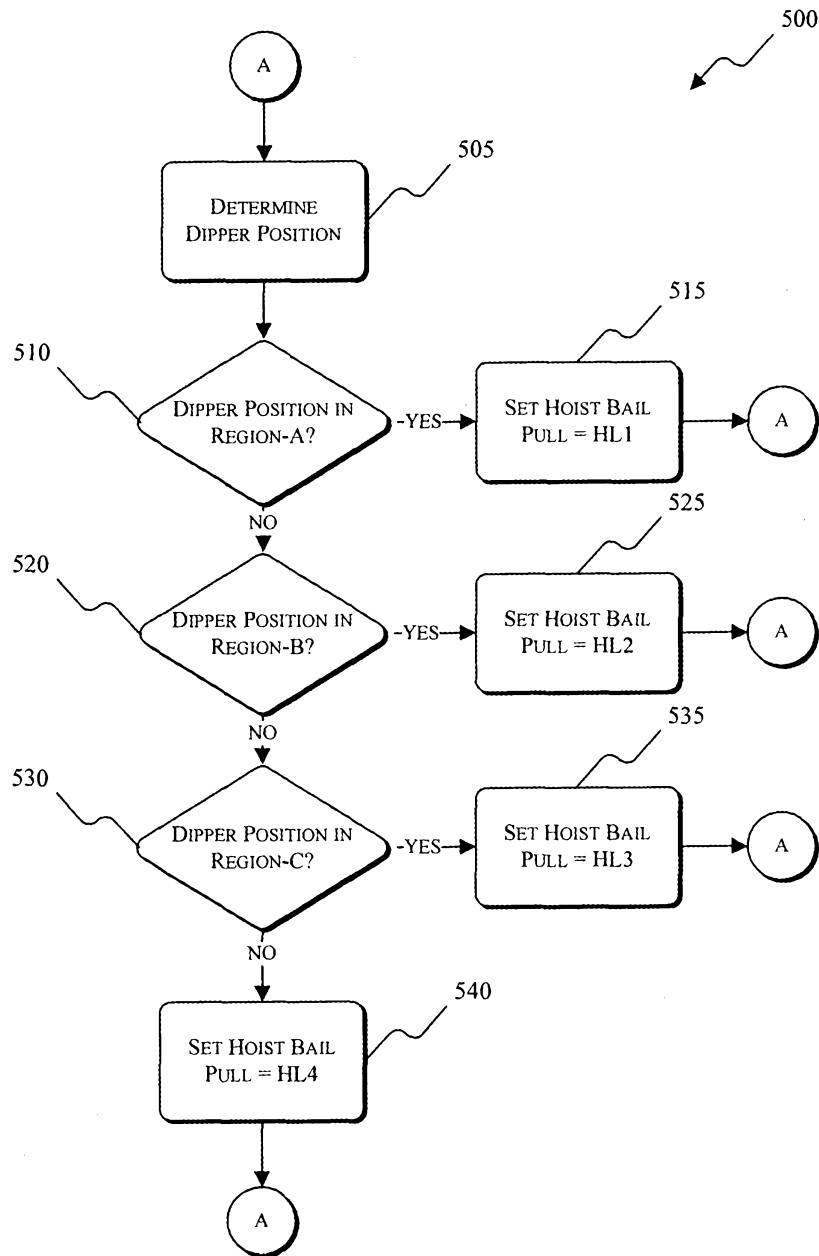 500
A
505
DETERMINE
DIPPER POSITION
510
DIPPER POSITION IN
REGION-A?
YES
515
SET HOIST BAIL
PULL = HL1
A
NO
520
DIPPER POSITION IN
REGION-B?
YES
525
SET HOIST BAIL
PULL = HL2
A
NO
530
DIPPER POSITION IN
REGION-C?
YES
535
SET HOIST BAIL
PULL = HL3
A
NO
540
SET HOIST BAIL
PULL = HL4
A